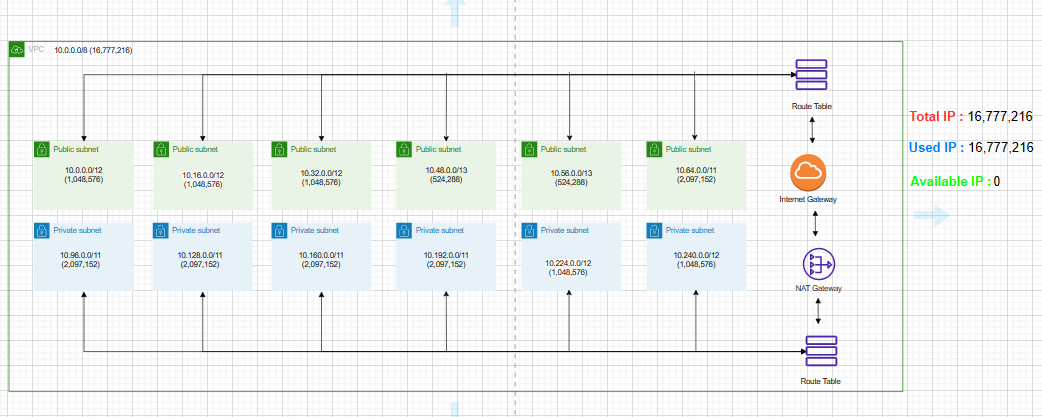 VPC 10.0.0.0/8 (16,777,216)
Route Table
Total IP : 16,777,216
Used IP : 16,777,216
Available IP : 0
Public subnet
10.0.0.0/12
(1,048,576)
Public subnet
10.16.0.0/12
(1,048,576)
Public subnet
10.32.0.0/12
(1,048,576)
Public subnet
10.48.0.0/13
(524,288)
Public subnet
10.56.0.0/13
(524,288)
Public subnet
10.64.0.0/11
(2,097,152)
Internet Gateway
Private subnet
10.96.0.0/11
(2,097,152)
Private subnet
10.128.0.0/11
(2,097,152)
Private subnet
10.160.0.0/11
(2,097,152)
Private subnet
10.192.0.0/11
(2,097,152)
Private subnet
10.224.0.0/12
(1,048,576)
Private subnet
10.240.0.0/12
(1,048,576)
NAT Gateway
Route Table